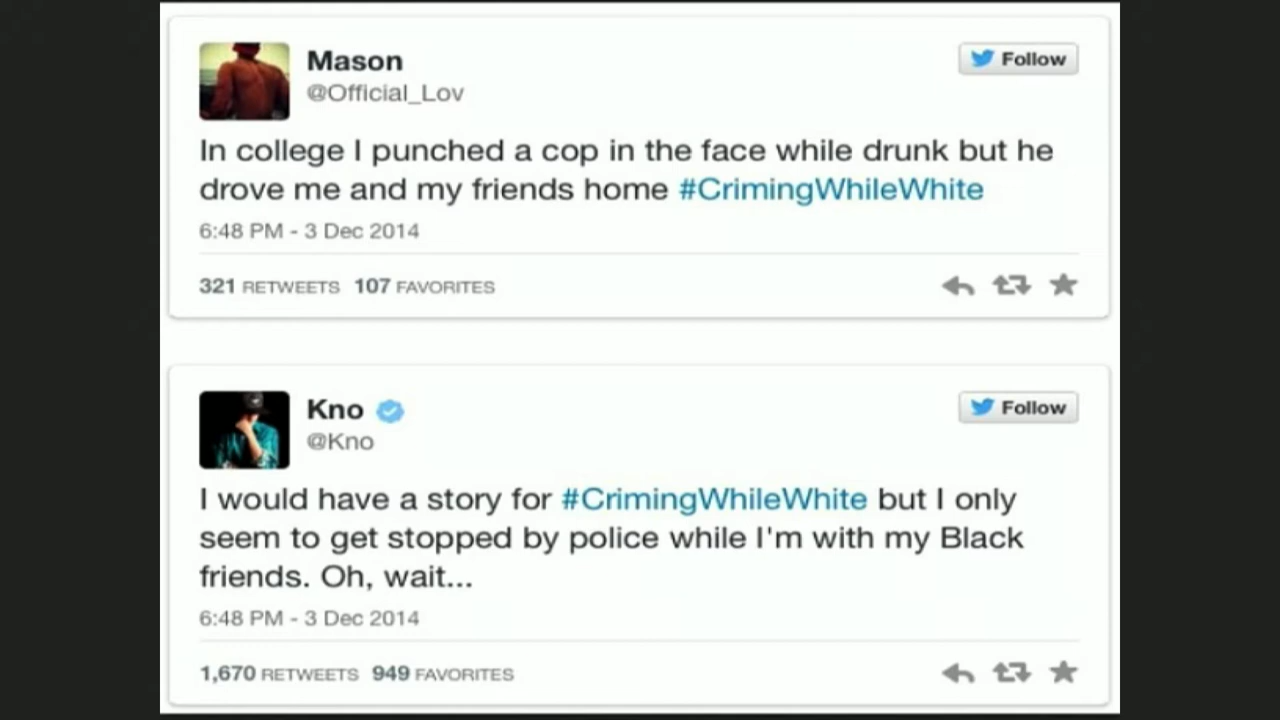 Mason
Follow
@Official_Lov
In college I punched a cop in the face while drunk but he
drove me and my friends home #CrimingWhileWhite
6:48 PM - 3 Dec 2014
321 RETWEETS 107 FAVORITES
Kno
Follow
@Kno
I would have a story for #CrimingWhileWhite but I only
seem to get stopped by police while I'm with my Black
friends. Oh, wait...
6:48 PM - 3 Dec 2014
1,670 RETWEETS 949 FAVORITES